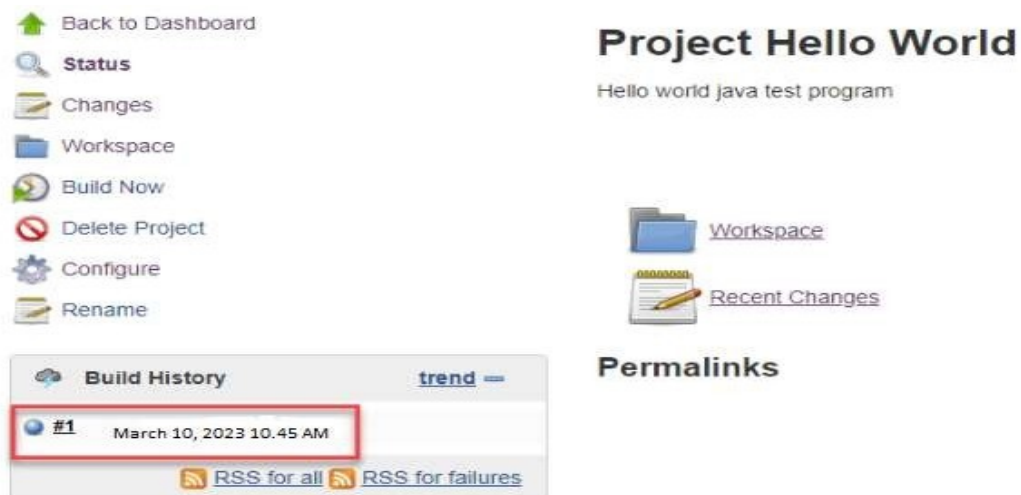 Back to Dashboard
Status
Changes
Workspace
Build Now
Delete Project
Configure
Rename
Build History trend
#1 March 10, 2023 10.45 AM
RSS for all RSS for failures
Project Hello World
Hello world java test program
Workspace
Recent Changes
Permalinks